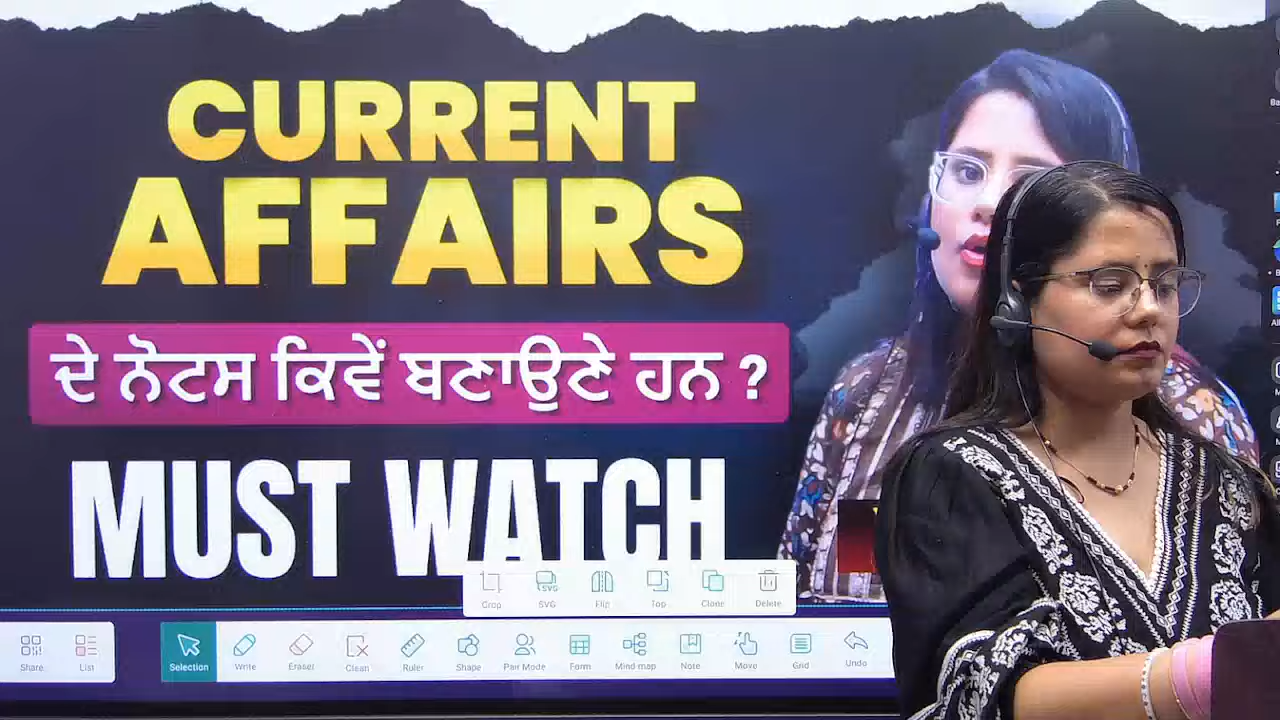 CURRENT
AFFAIRS
ਦੇ ਨੋਟਸ ਕਿਵੇਂ ਬਣਾਉਣੇ ਹਨ ?
MUST WATCH
Crop SVG Flip Top Clone Delete
Share List Selection Write Eraser Clean Ruler Shape Pair Mode Form Mind map Note Move Grid Undo